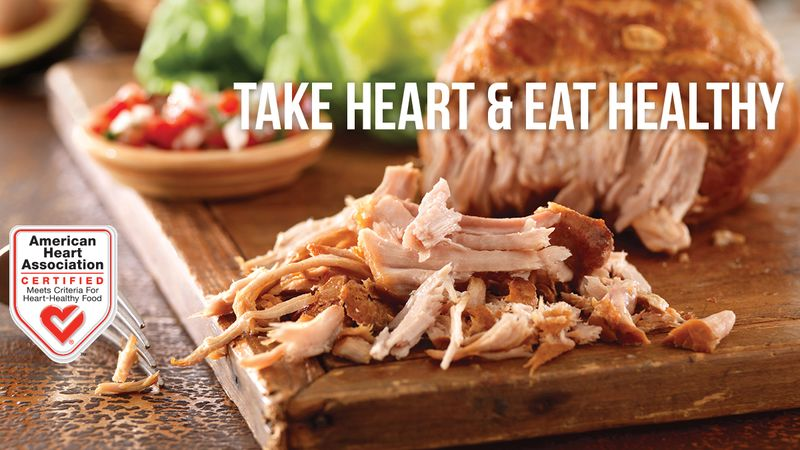 TAKE HEART & EAT HEALTHY
American
Heart
Association
CERTIFIED
Meets Criteria For
Heart-Healthy Food